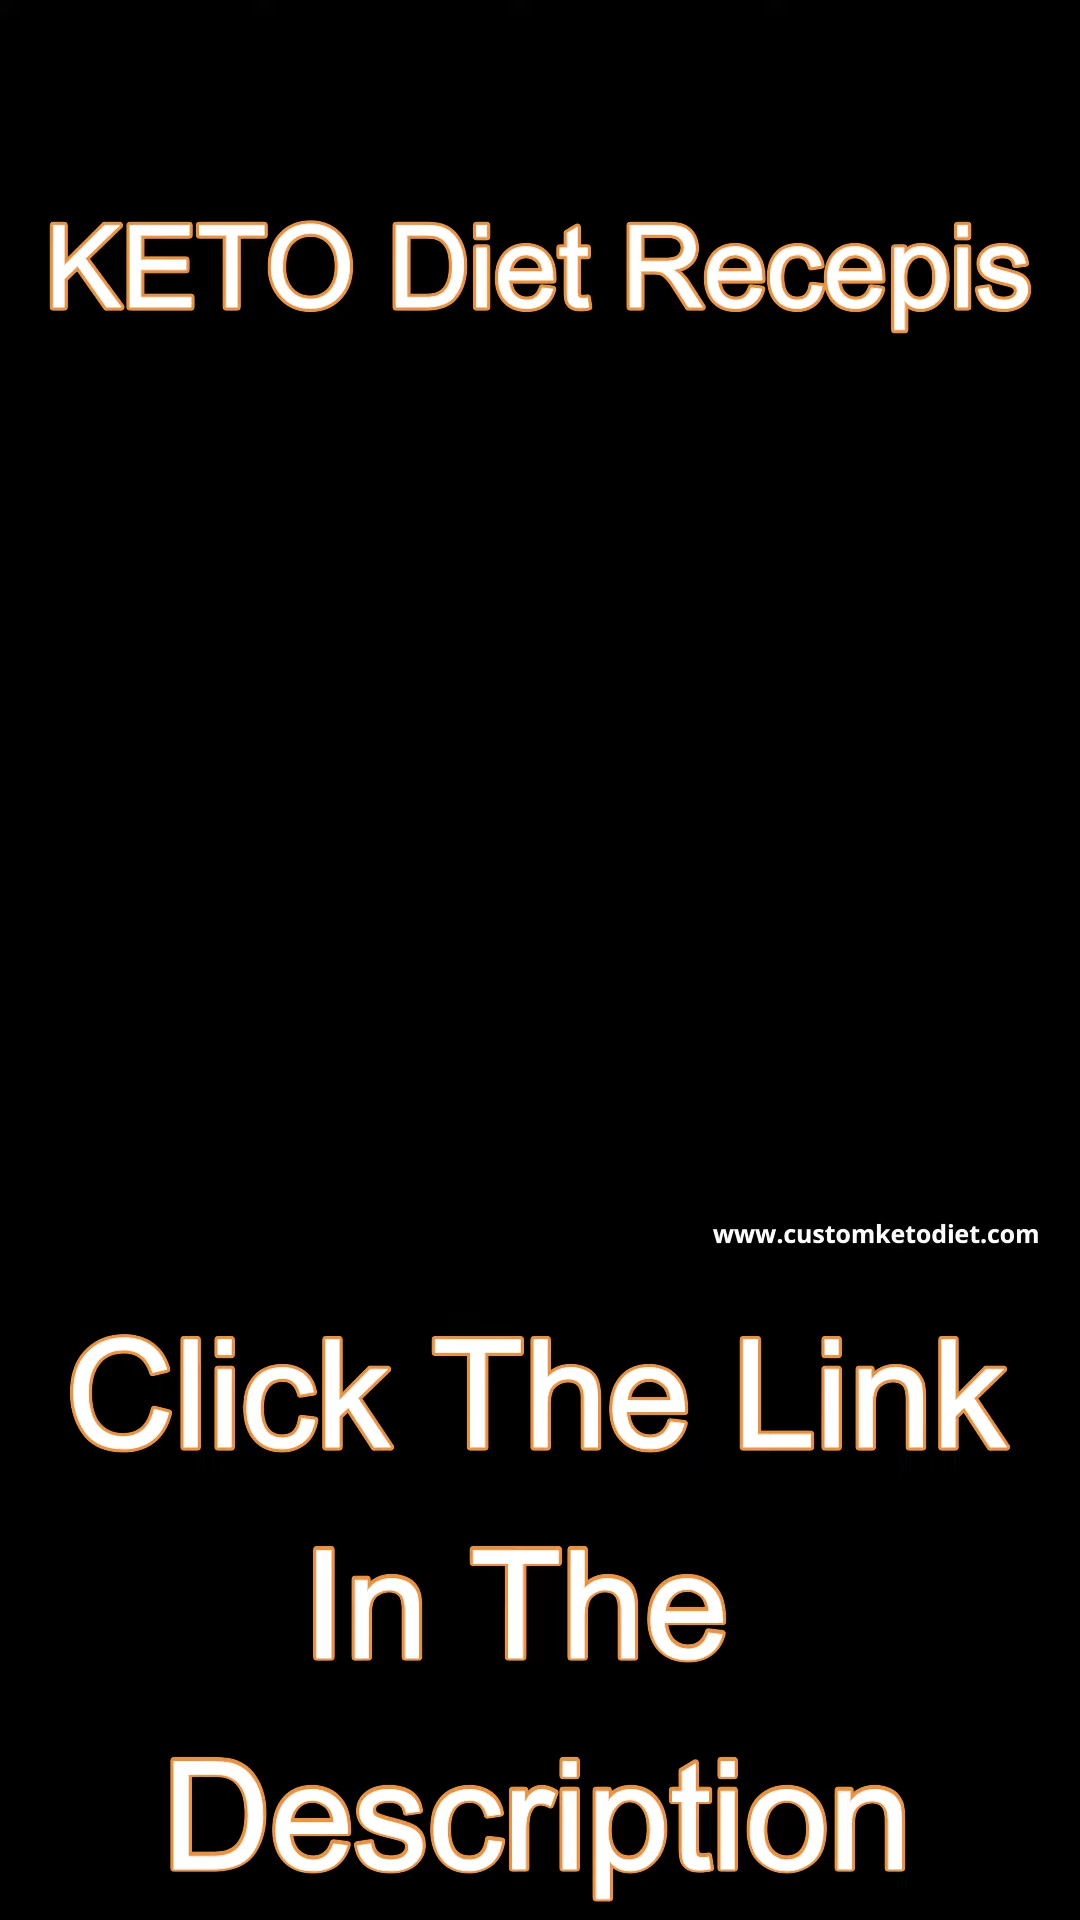 KETO Diet Recepis
www.customketodiet.com
Click The Link
In The
Description